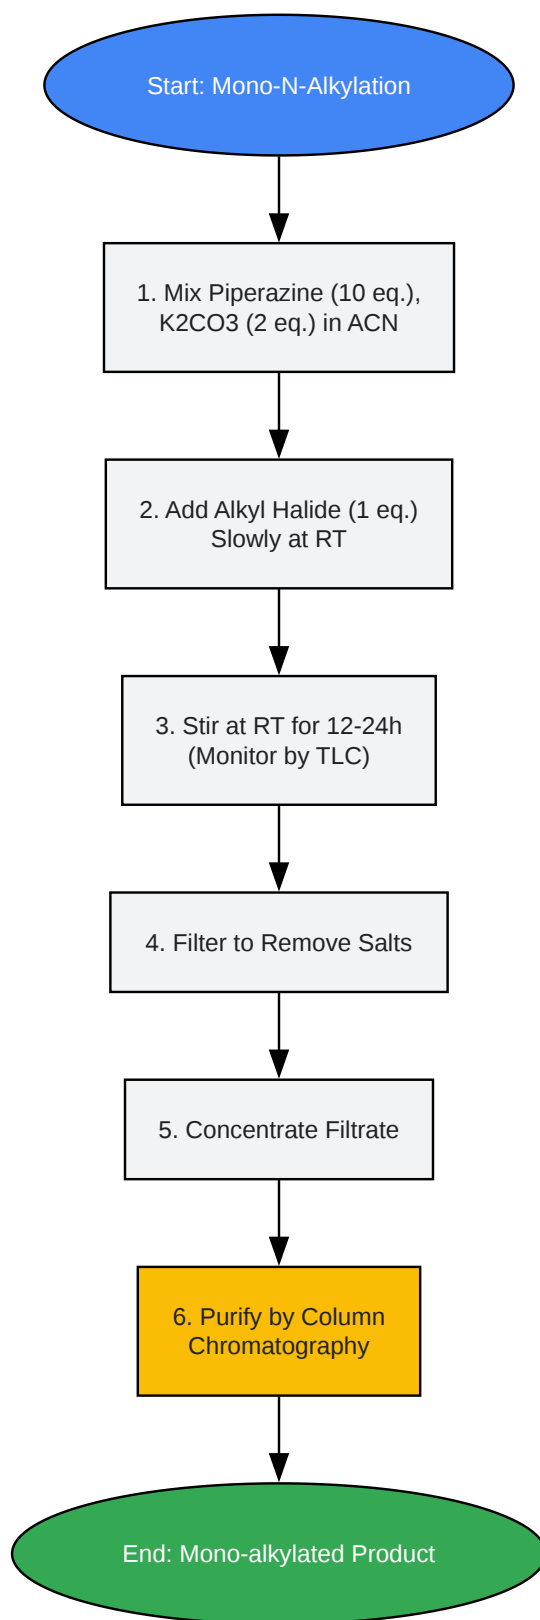 Start: Mono-N-Alkylation
1. Mix Piperazine (10 eq.),
K2CO3 (2 eq.) in ACN
2. Add Alkyl Halide (1 eq.)
Slowly at RT
3. Stir at RT for 12-24h
(Monitor by TLC)
4. Filter to Remove Salts
5. Concentrate Filtrate
6. Purify by Column
Chromatography
End: Mono-alkylated Product